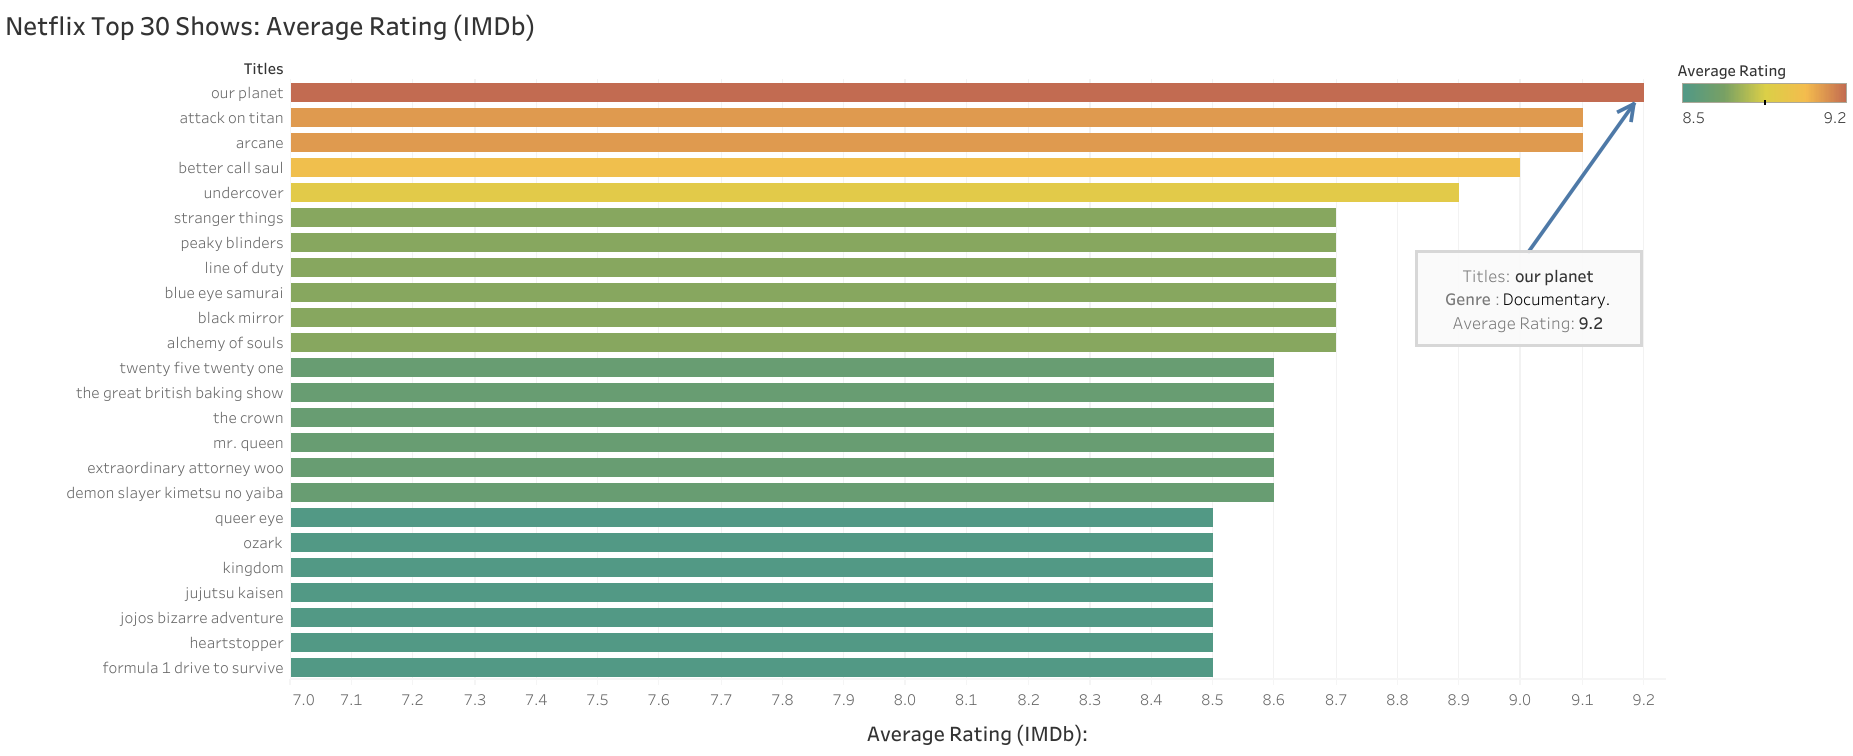 Netflix Top 30 Shows: Average Rating (IMDb)
Titles
our planet
attack on titan
arcane
better call saul
undercover
stranger things
peaky blinders
line of duty
blue eye samurai
black mirror
alchemy of souls
twenty five twenty one
the great british baking show
the crown
mr. queen
extraordinary attorney woo
demon slayer kimetsu no yaiba
queer eye
ozark
kingdom
jujutsu kaisen
jojos bizarre adventure
heartstopper
formula 1 drive to survive
7.0 7.1 7.2 7.3 7.4 7.5 7.6 7.7 7.8 7.9 8.0 8.1 8.2 8.3 8.4 8.5 8.6 8.7 8.8 8.9 9.0 9.1 9.2
Average Rating (IMDb):
Titles: our planet
Genre : Documentary.
Average Rating: 9.2
Average Rating
8.5 9.2